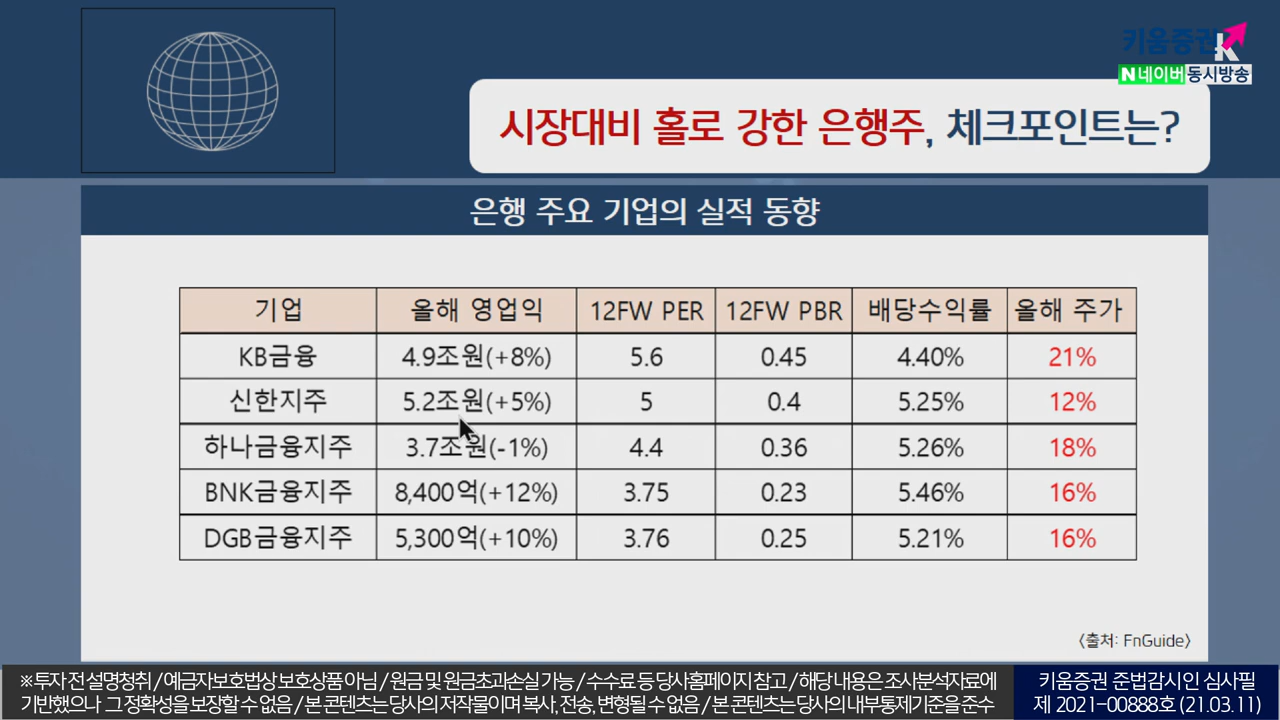 키움증권
N 네이버 동시방송
시장대비 홀로 강한 은행주, 체크포인트는?
은행 주요 기업의 실적 동향
기업 올해 영업익 12FW PER 12FW PBR 배당수익률 올해 주가
KB금융 4.9조원(+8%) 5.6 0.45 4.40% 21%
신한지주 5.2조원(+5%) 5 0.4 5.25% 12%
하나금융지주 3.7조원(-1%) 4.4 0.36 5.26% 18%
BNK금융지주 8,400억(+12%) 3.75 0.23 5.46% 16%
DGB금융지주 5,300억(+10%) 3.76 0.25 5.21% 16%
〈출처: FnGuide〉
※투자 전 설명청취 / 예금자보호법상 보호상품 아님 / 원금 및 원금초과손실 가능 / 수수료 등 당사홈페이지 참고 / 해당 내용은 조사분석자료에
기반했으나 그 정확성을 보장할 수 없음 / 본 콘텐츠는 당사의 저작물이며 복사, 전송, 변형될 수 없음 / 본 콘텐츠는 당사의 내부통제기준을 준수
키움증권 준법감시인 심사필
제 2021-00888호 (21.03.11)